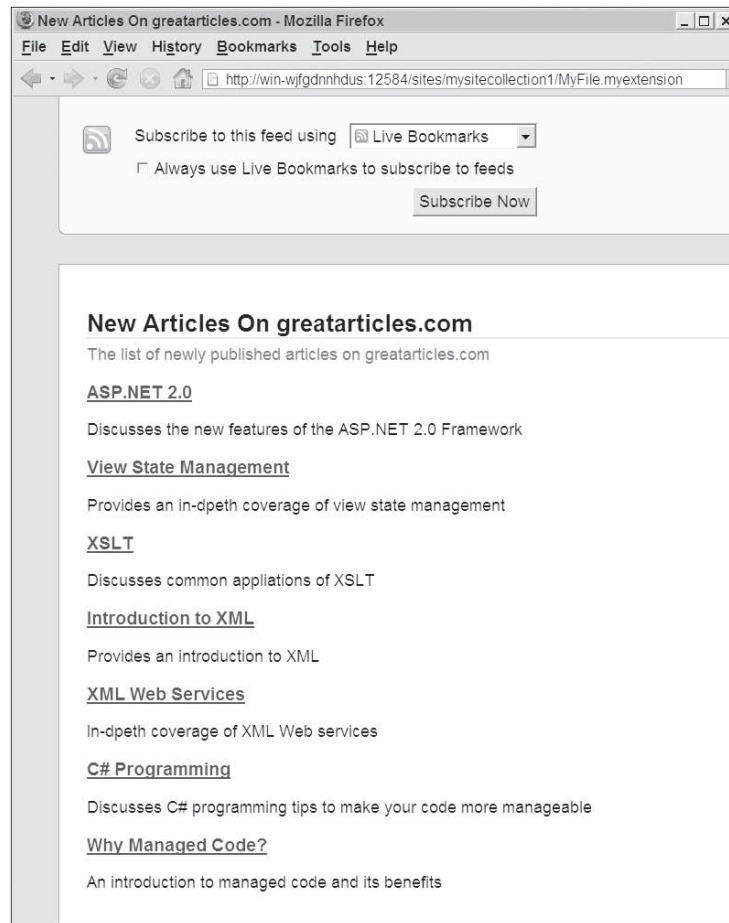 New Articles On greatarticles.com - Mozilla Firefox
File Edit View History Bookmarks Tools Help
http://win-wjfgdnnhdus:12584/sites/mysitecollection1/MyFile.myextension
Subscribe to this feed using Live Bookmarks
Always use Live Bookmarks to subscribe to feeds
Subscribe Now
New Articles On greatarticles.com
The list of newly published articles on greatarticles.com
ASP.NET 2.0
Discusses the new features of the ASP.NET 2.0 Framework
View State Management
Provides an in-dpeth coverage of view state management
XSLT
Discusses common appliations of XSLT
Introduction to XML
Provides an introduction to XML
XML Web Services
In-dpeth coverage of XML Web services
C# Programming
Discusses C# programming tips to make your code more manageable
Why Managed Code?
An introduction to managed code and its benefits